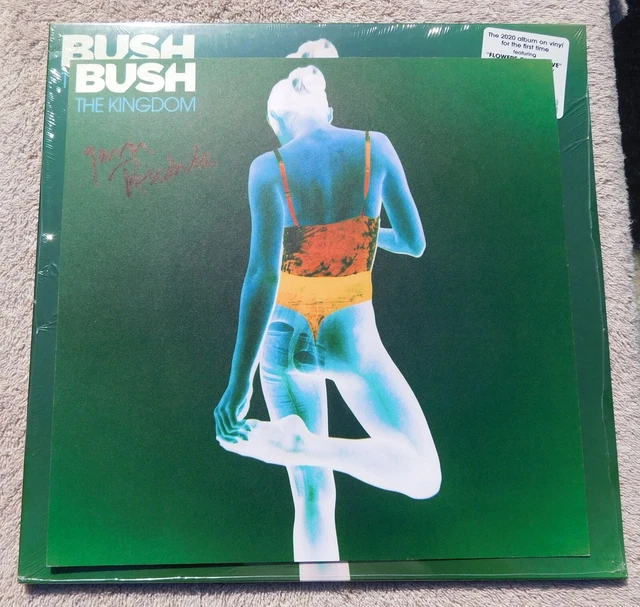 BUSH
BUSH
THE KINGDOM
The 2020 album on vinyl
for the first time
featuring
"FLOWERS